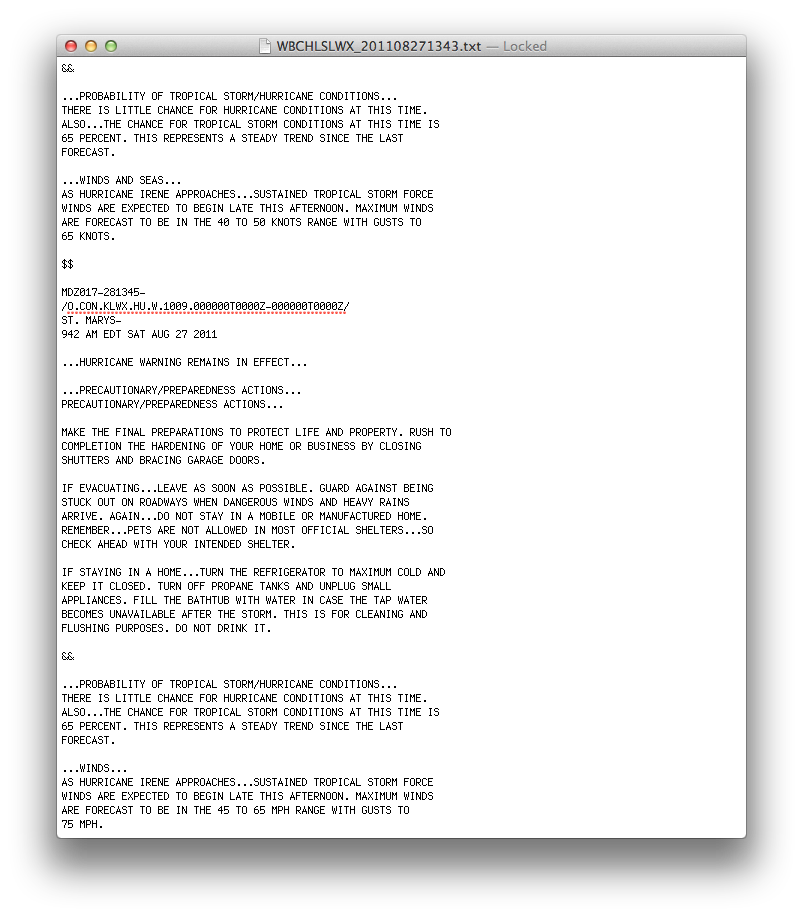 WBCHLSLWX_201108271343.txt — Locked
&&
...PROBABILITY OF TROPICAL STORM/HURRICANE CONDITIONS...
THERE IS LITTLE CHANCE FOR HURRICANE CONDITIONS AT THIS TIME.
ALSO...THE CHANCE FOR TROPICAL STORM CONDITIONS AT THIS TIME IS
65 PERCENT. THIS REPRESENTS A STEADY TREND SINCE THE LAST
FORECAST.
...WINDS AND SEAS...
AS HURRICANE IRENE APPROACHES...SUSTAINED TROPICAL STORM FORCE
WINDS ARE EXPECTED TO BEGIN LATE THIS AFTERNOON. MAXIMUM WINDS
ARE FORECAST TO BE IN THE 40 TO 50 KNOTS RANGE WITH GUSTS TO
65 KNOTS.
$$
MDZ017-281345-
/O.CON.KLWX.HU.W.1009.000000T0000Z-000000T0000Z/
ST. MARYS-
942 AM EDT SAT AUG 27 2011
...HURRICANE WARNING REMAINS IN EFFECT...
...PRECAUTIONARY/PREPAREDNESS ACTIONS...
PRECAUTIONARY/PREPAREDNESS ACTIONS...
MAKE THE FINAL PREPARATIONS TO PROTECT LIFE AND PROPERTY. RUSH TO
COMPLETION THE HARDENING OF YOUR HOME OR BUSINESS BY CLOSING
SHUTTERS AND BRACING GARAGE DOORS.
IF EVACUATING...LEAVE AS SOON AS POSSIBLE. GUARD AGAINST BEING
STUCK OUT ON ROADWAYS WHEN DANGEROUS WINDS AND HEAVY RAINS
ARRIVE. AGAIN...DO NOT STAY IN A MOBILE OR MANUFACTURED HOME.
REMEMBER...PETS ARE NOT ALLOWED IN MOST OFFICIAL SHELTERS...SO
CHECK AHEAD WITH YOUR INTENDED SHELTER.
IF STAYING IN A HOME...TURN THE REFRIGERATOR TO MAXIMUM COLD AND
KEEP IT CLOSED. TURN OFF PROPANE TANKS AND UNPLUG SMALL
APPLIANCES. FILL THE BATHTUB WITH WATER IN CASE THE TAP WATER
BECOMES UNAVAILABLE AFTER THE STORM. THIS IS FOR CLEANING AND
FLUSHING PURPOSES. DO NOT DRINK IT.
&&
...PROBABILITY OF TROPICAL STORM/HURRICANE CONDITIONS...
THERE IS LITTLE CHANCE FOR HURRICANE CONDITIONS AT THIS TIME.
ALSO...THE CHANCE FOR TROPICAL STORM CONDITIONS AT THIS TIME IS
65 PERCENT. THIS REPRESENTS A STEADY TREND SINCE THE LAST
FORECAST.
...WINDS...
AS HURRICANE IRENE APPROACHES...SUSTAINED TROPICAL STORM FORCE
WINDS ARE EXPECTED TO BEGIN LATE THIS AFTERNOON. MAXIMUM WINDS
ARE FORECAST TO BE IN THE 45 TO 65 MPH RANGE WITH GUSTS TO
75 MPH.